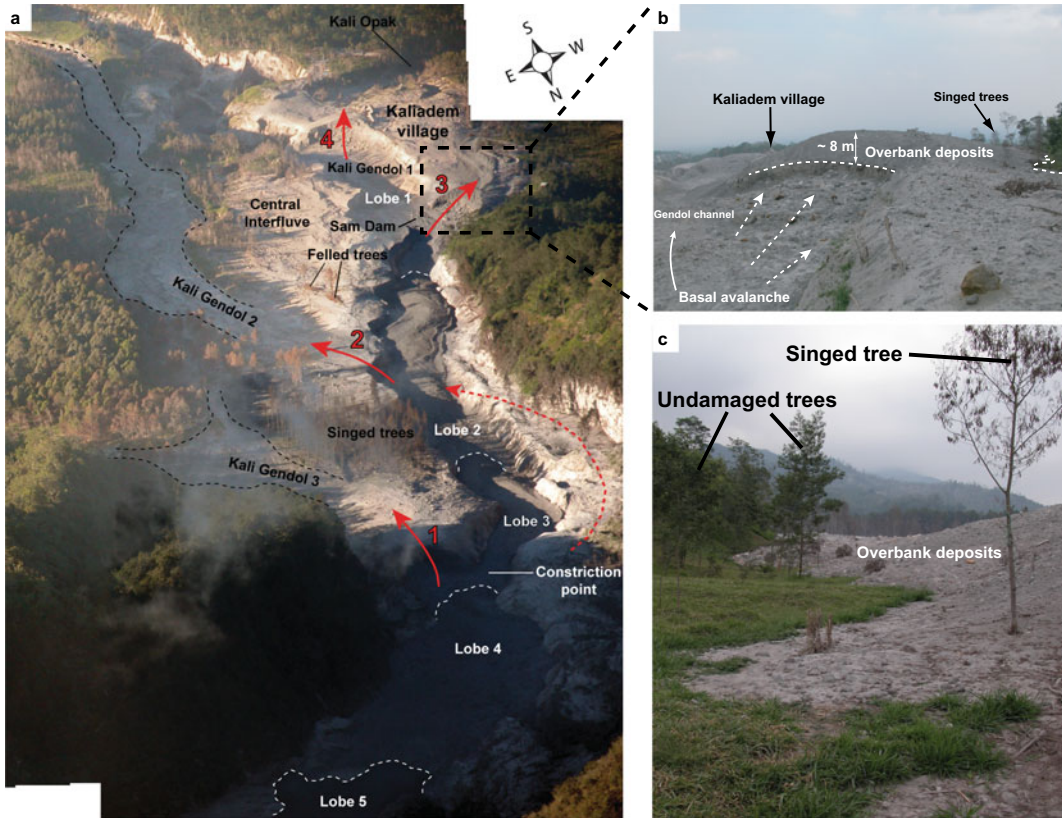 a
Kali Opak
S
W
E
N
Kaliadem
village
4
Kali Gendol 1
3
Lobe 1
Central
Interfluve
Sam Dam
Felled trees
Kali Gendol 2
2
Singed trees
Lobe 2
Kali Gendol 3
Lobe 3
1
Constriction
point
Lobe 4
Lobe 5
b
Kaliadem village
Singed trees
~ 8 m
Overbank deposits
Gendol channel
Basal avalanche
c
Singed tree
Undamaged trees
Overbank deposits